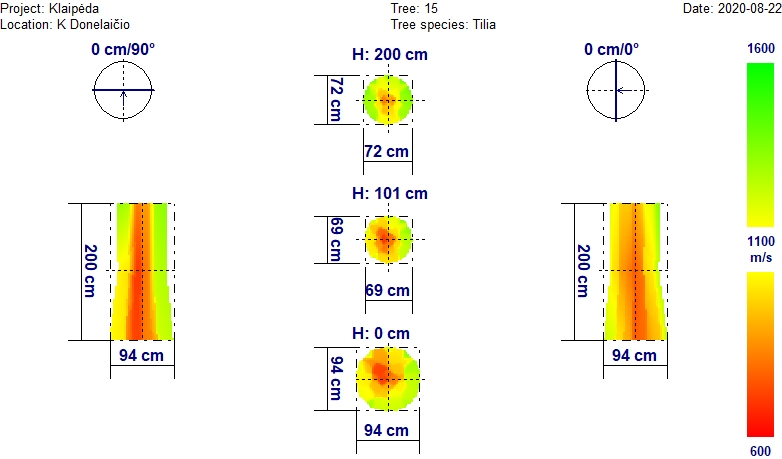 Project: Klaipėda
Tree: 15
Date: 2020-08-22
Location: K Donelaičio
Tree species: Tilia
0 cm/90°
H: 200 cm
0 cm/0°
1600
72 cm
72 cm
H: 101 cm
69 cm
69 cm
200 cm
200 cm
1100
m/s
H: 0 cm
94 cm
94 cm
94 cm
94 cm
600